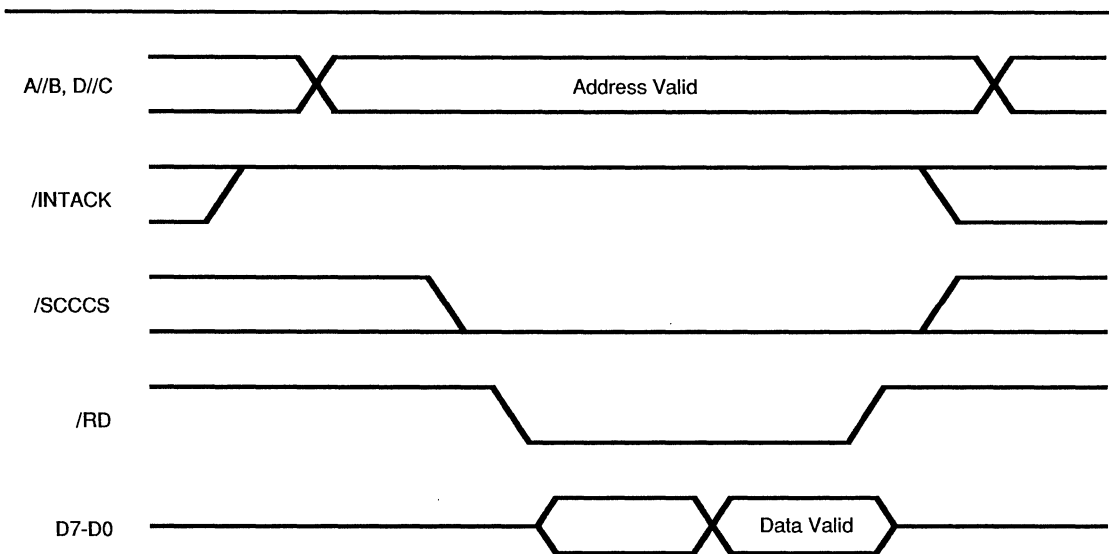 A//B, D//C
Address Valid
/INTACK
/SCCCS
/RD
D7-D0
Data Valid